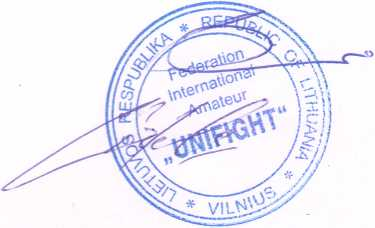 LIETUVOS RESPUBLIKA * REPUBLIC OF LITHUANIA * VILNIUS *
Federation
International
Amateur
„UNIFIGHT“